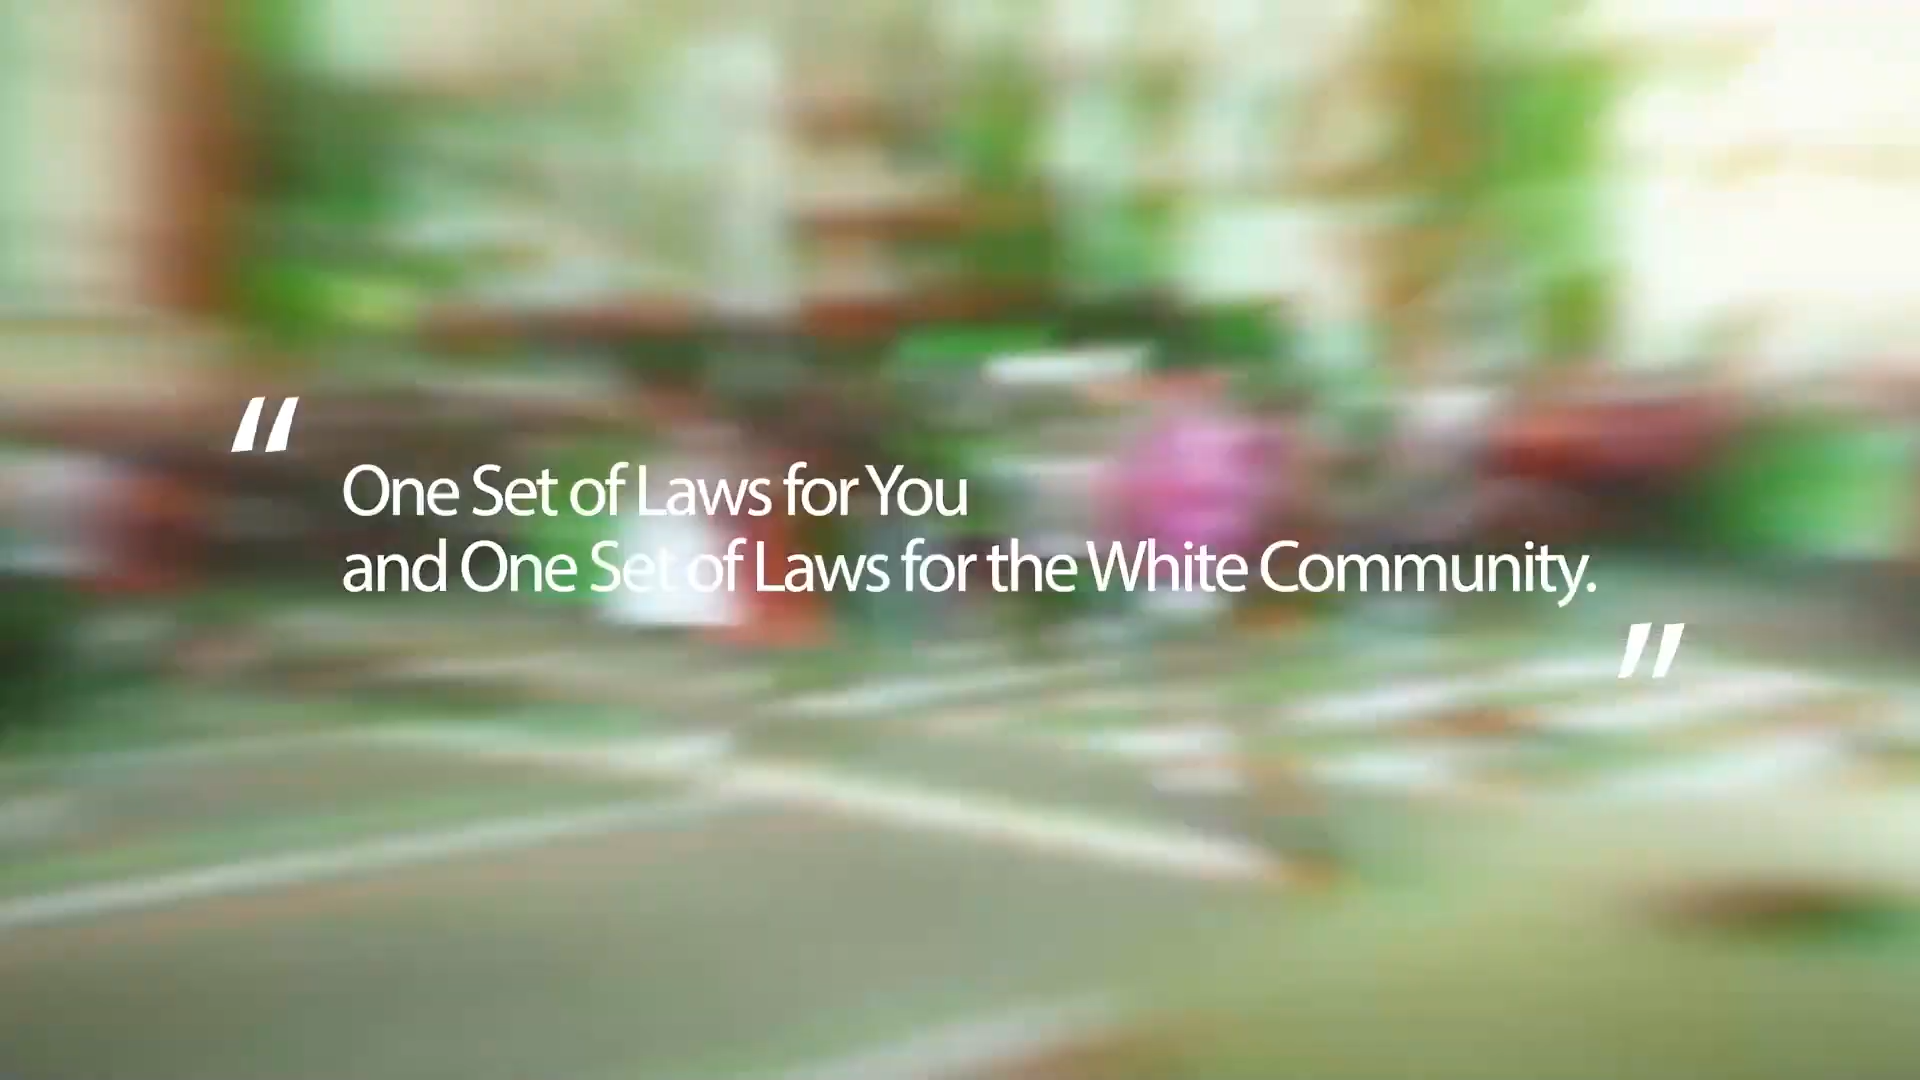 “One Set of Laws for You
and One Set of Laws for the White Community.”